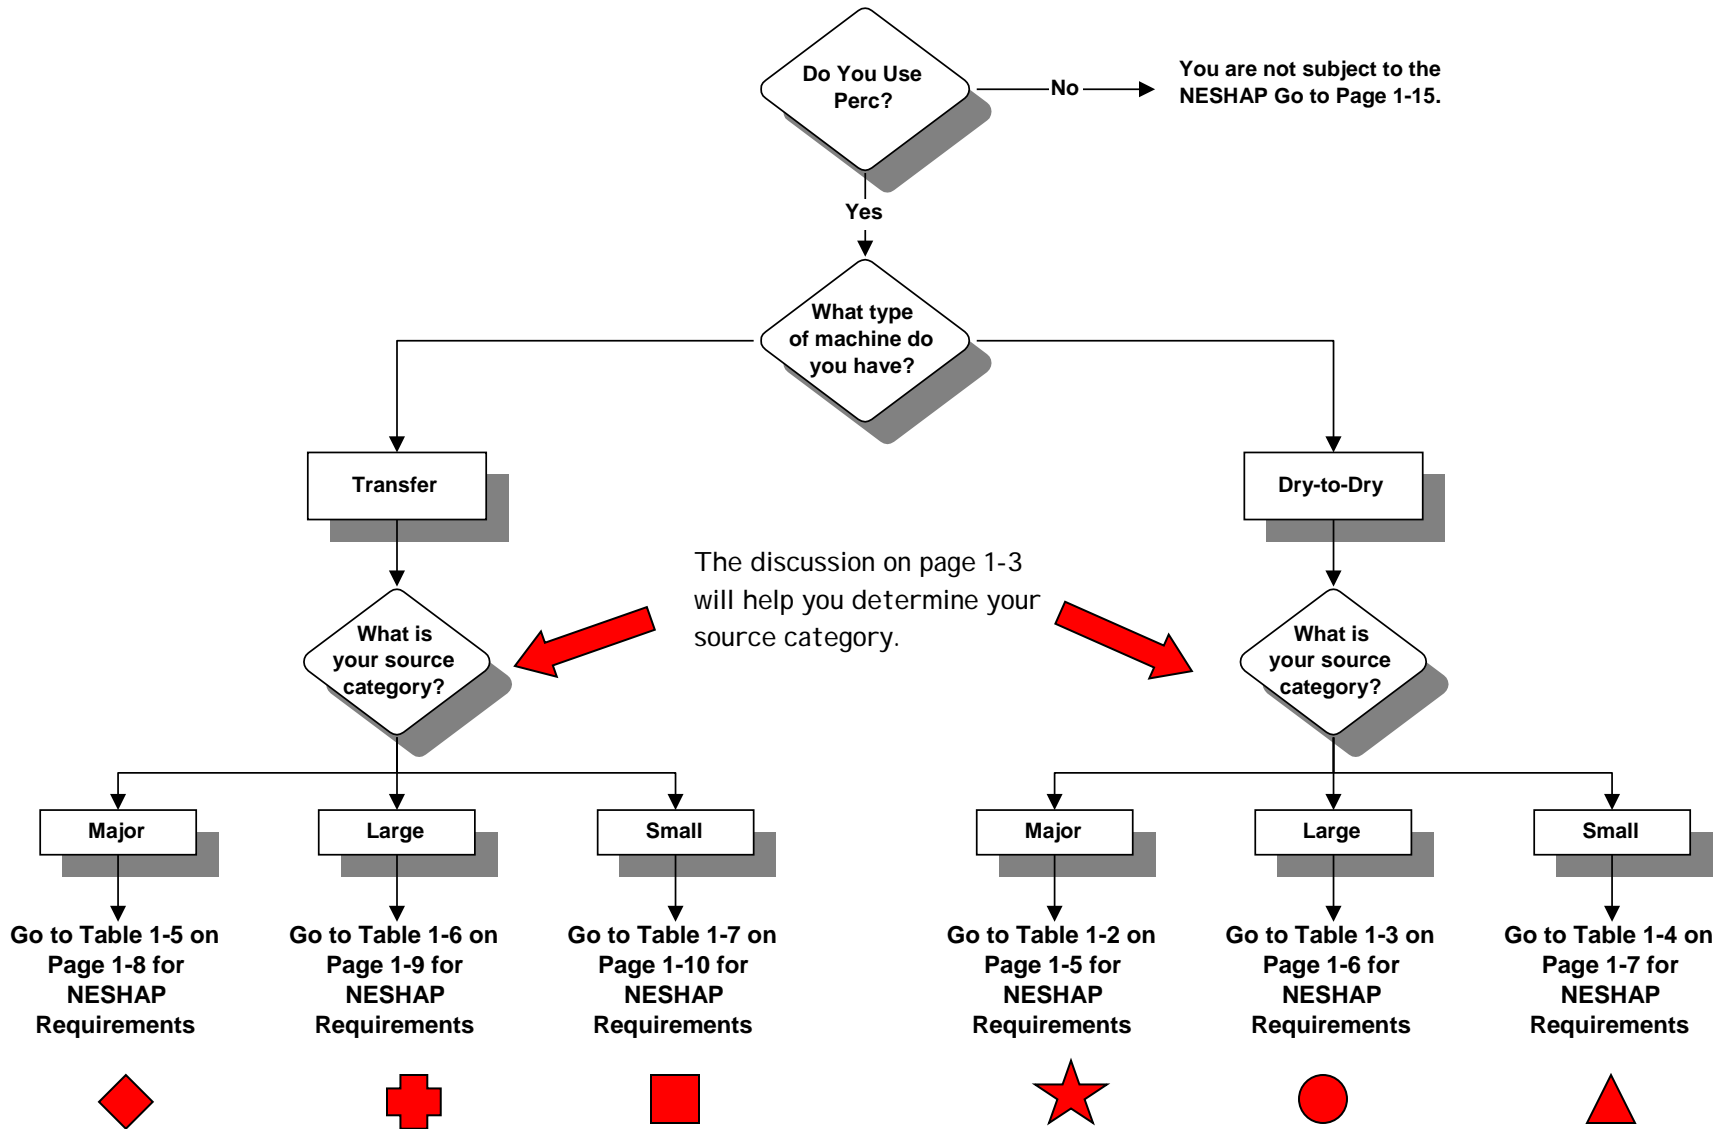 Do You Use
Perc?
No
You are not subject to the
NESHAP Go to Page 1-15.
Yes
What type
of machine do
you have?
Transfer
Dry-to-Dry
The discussion on page 1-3
will help you determine your
source category.
What is
your source
category?
What is
your source
category?
Major
Large
Small
Major
Large
Small
Go to Table 1-5 on
Page 1-8 for
NESHAP
Requirements
Go to Table 1-6 on
Page 1-9 for
NESHAP
Requirements
Go to Table 1-7 on
Page 1-10 for
NESHAP
Requirements
Go to Table 1-2 on
Page 1-5 for
NESHAP
Requirements
Go to Table 1-3 on
Page 1-6 for
NESHAP
Requirements
Go to Table 1-4 on
Page 1-7 for
NESHAP
Requirements